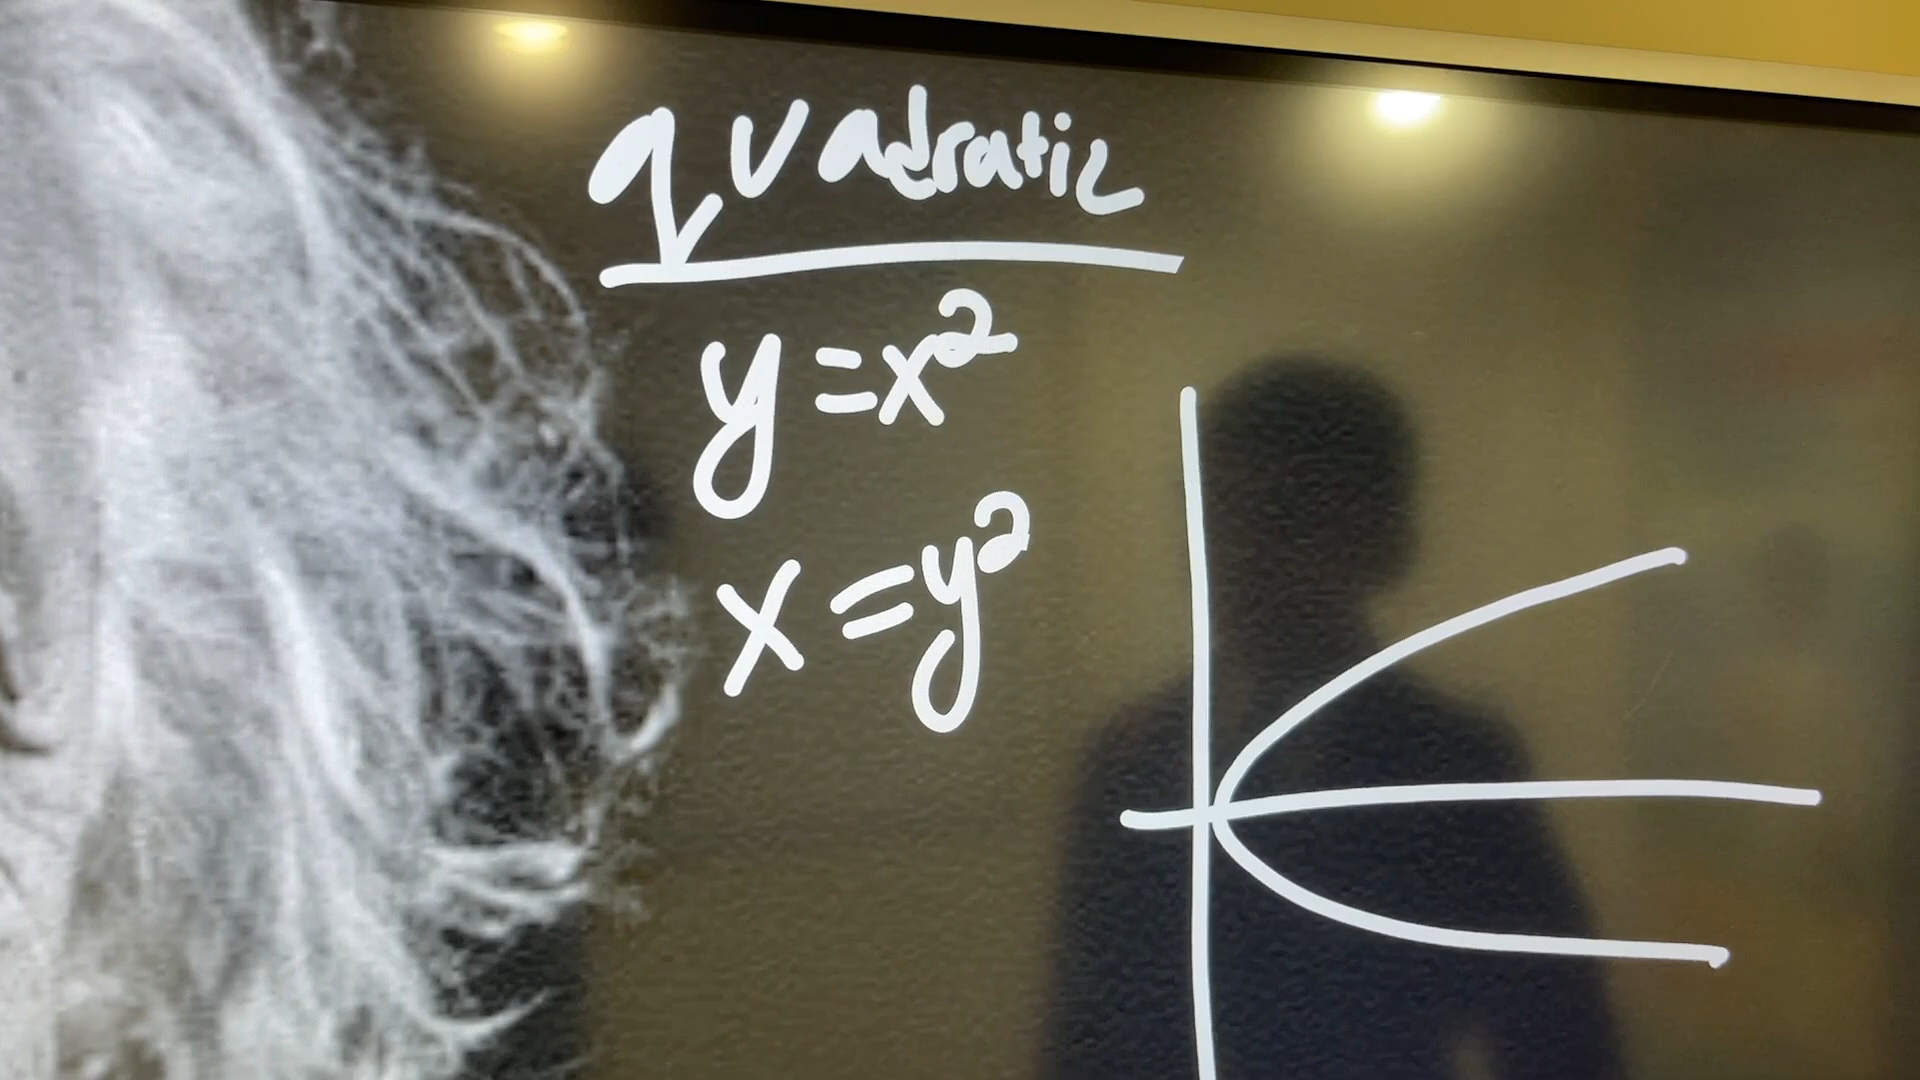 quadratic
y=x²
x=y²